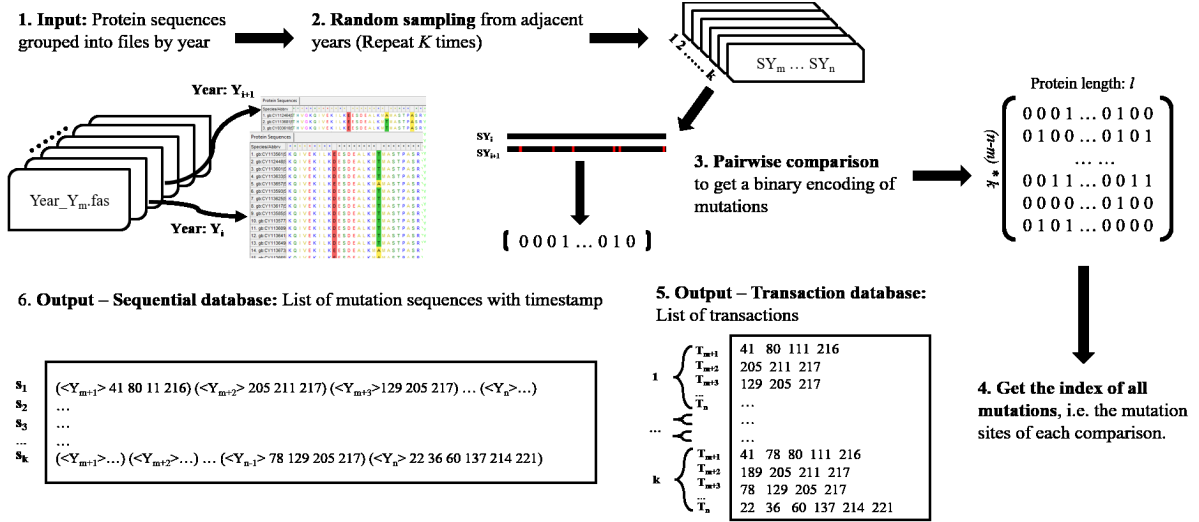 1. Input: Protein sequences
grouped into files by year
2. Random sampling from adjacent
years (Repeat K times)
1 2 ...... k
SYm ... SYn
Year: Yi+1
Year_Ym.fas
Year: Yi
Protein Sequences
Species/Abbrv
Protein Sequences
Species/Abbrv
SYi
SYi+1
[ 0 0 0 1 ... 0 1 0 ]
3. Pairwise comparison
to get a binary encoding of
mutations
Protein length: l
k * (n-m)
0 0 0 1 ... 0 1 0 0
0 1 0 0 ... 0 1 0 1
... ...
0 0 1 1 ... 0 0 1 1
0 0 0 0 ... 0 1 0 0
0 1 0 1 ... 0 0 0 0
4. Get the index of all
mutations, i.e. the mutation
sites of each comparison.
5. Output – Transaction database:
List of transactions
1
Tm+1 41 80 111 216
Tm+2 205 211 217
Tm+3 129 205 217
...
Tn ...
... ...
...
k
Tm+1 41 78 80 111 216
Tm+2 189 205 211 217
Tm+3 78 129 205 217
...
Tn 22 36 60 137 214 221
6. Output – Sequential database: List of mutation sequences with timestamp
s1 (<Ym+1> 41 80 11 216) (<Ym+2> 205 211 217) (<Ym+3>129 205 217) ... (<Yn>...)
s2 ...
s3 ...
... ...
sk (<Ym+1>...) (<Ym+2>...) ... (<Yn-1> 78 129 205 217) (<Yn> 22 36 60 137 214 221)